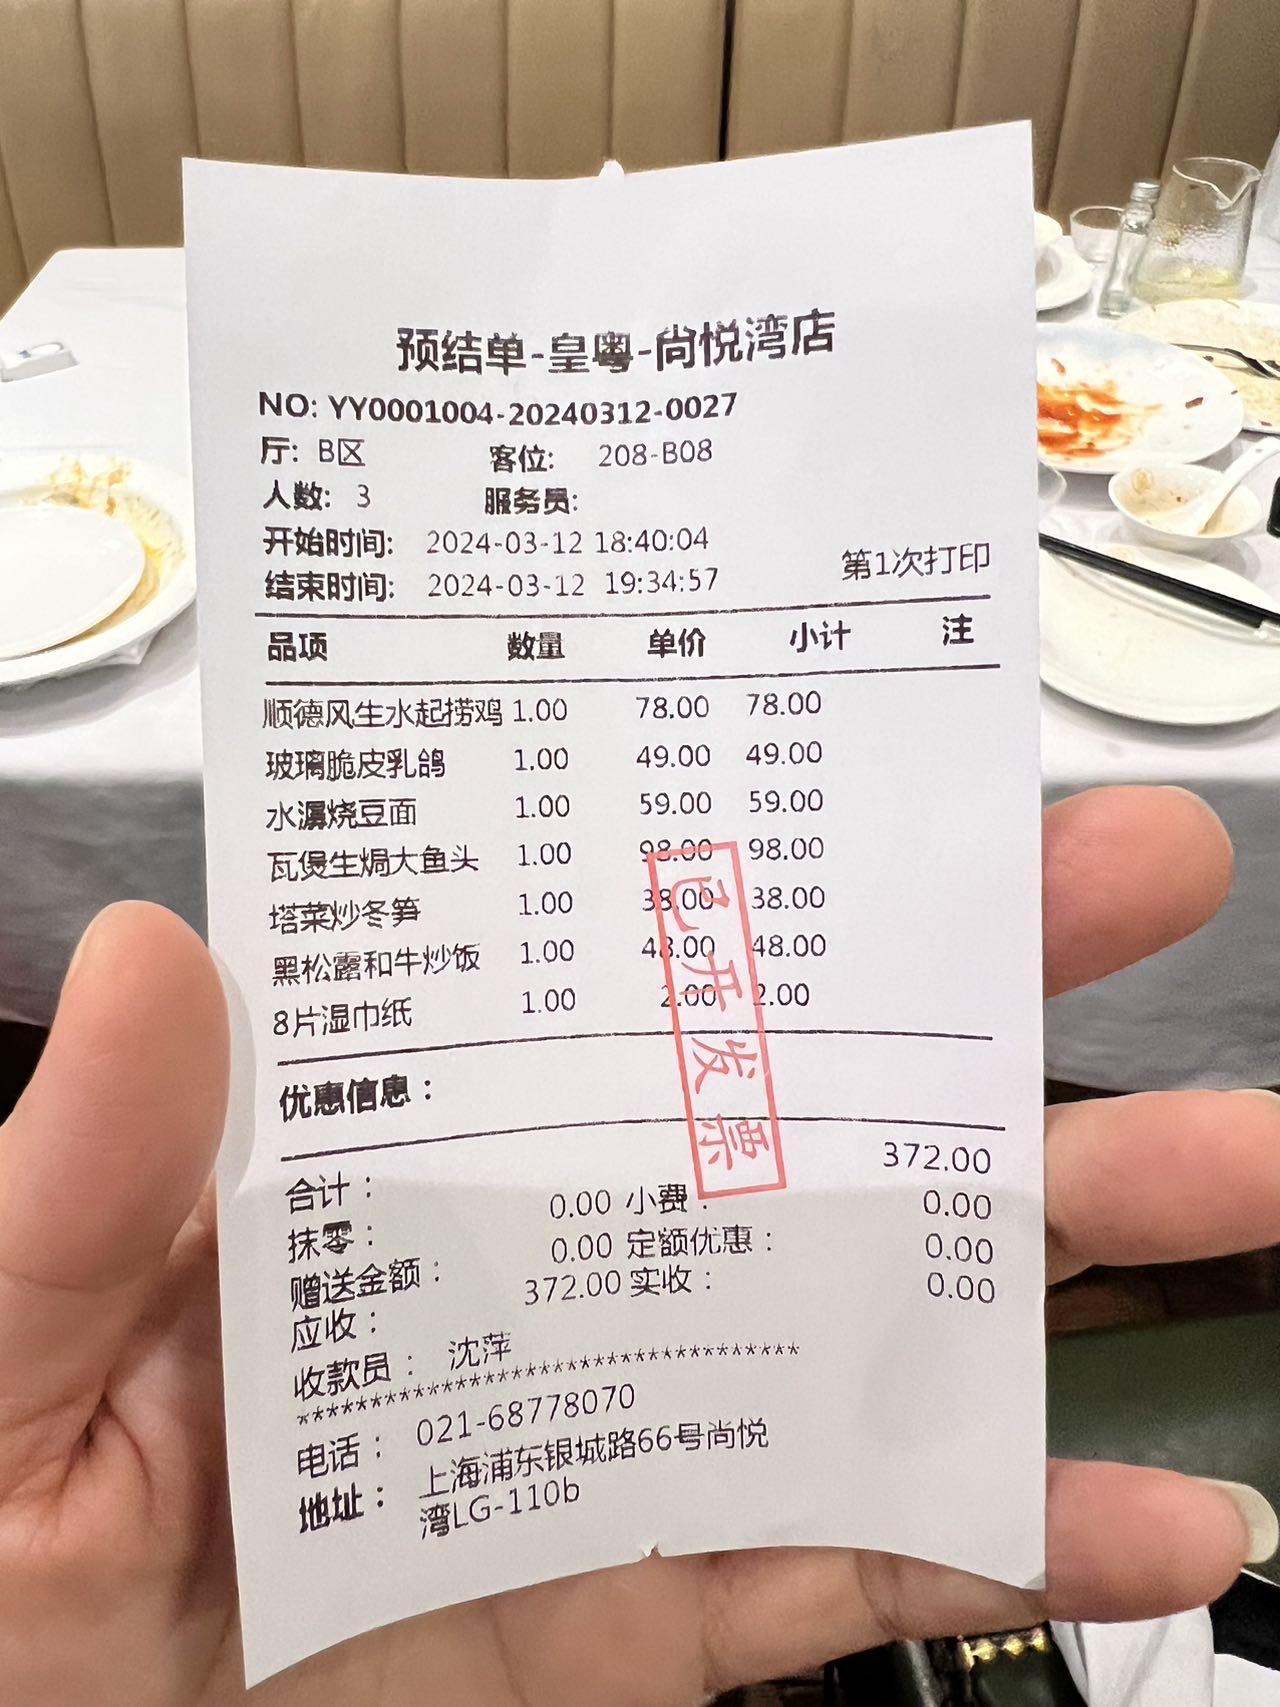 预结单-皇粤-尚悦湾店
NO: YY0001004-20240312-0027
厅: B区 客位: 208-B08
人数: 3 服务员:
开始时间: 2024-03-12 18:40:04
结束时间: 2024-03-12 19:34:57 第1次打印
品项 数量 单价 小计 注
顺德风生水起捞鸡 1.00 78.00 78.00
玻璃脆皮乳鸽 1.00 49.00 49.00
水潺烧豆面 1.00 59.00 59.00
瓦煲生焗大鱼头 1.00 98.00 98.00
塔菜炒冬笋 1.00 38.00 38.00
黑松露和牛炒饭 1.00 48.00 48.00
8片湿巾纸 1.00 2.00 2.00
已开发票
优惠信息：
合计： 372.00
抹零： 0.00 小费： 0.00
赠送金额： 0.00 定额优惠： 0.00
应收： 372.00 实收： 0.00
收款员： 沈萍
***********************************
电话： 021-68778070
地址： 上海浦东银城路66号尚悦
湾LG-110b